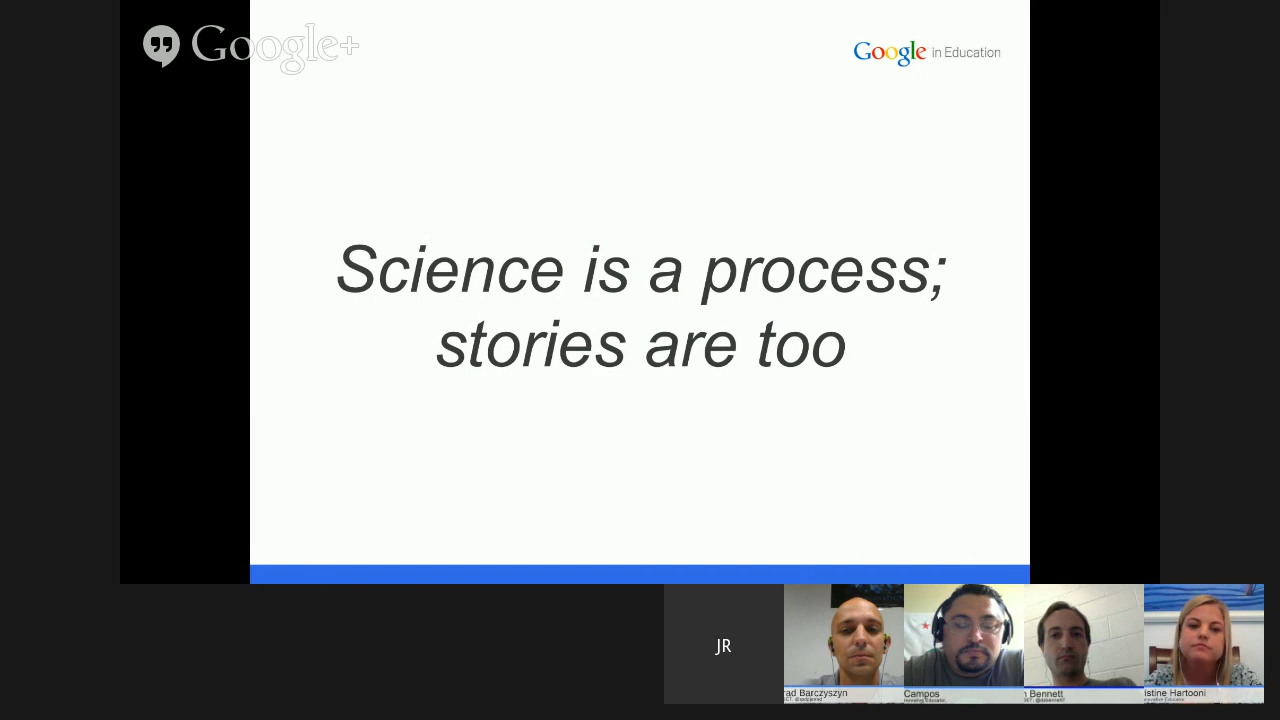 Google+
Google in Education
Science is a process;
stories are too
JR
rad Barczyszyn
Campos
Bennett
istine Hartooni